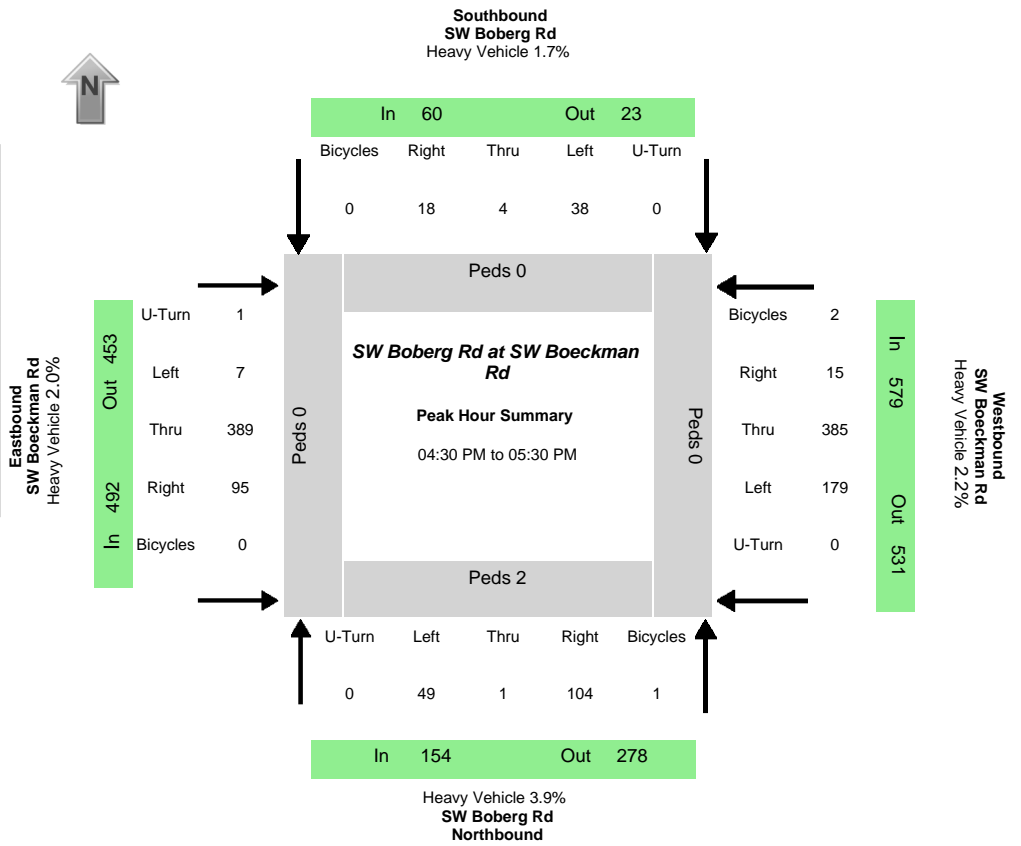 Southbound
SW Boberg Rd
Heavy Vehicle 1.7%
N
In 60 Out 23
Bicycles Right Thru Left U-Turn
0 18 4 38 0
Peds 0
Eastbound
SW Boeckman Rd
Heavy Vehicle 2.0%
In 492 Out 453
U-Turn 1
Left 7
Thru 389
Right 95
Bicycles 0
Peds 0
SW Boberg Rd at SW Boeckman
Rd
Peak Hour Summary
04:30 PM to 05:30 PM
Peds 0
Bicycles 2
Right 15
Thru 385
Left 179
U-Turn 0
In 579 Out 531
Westbound
SW Boeckman Rd
Heavy Vehicle 2.2%
Peds 2
U-Turn Left Thru Right Bicycles
0 49 1 104 1
In 154 Out 278
Heavy Vehicle 3.9%
SW Boberg Rd
Northbound